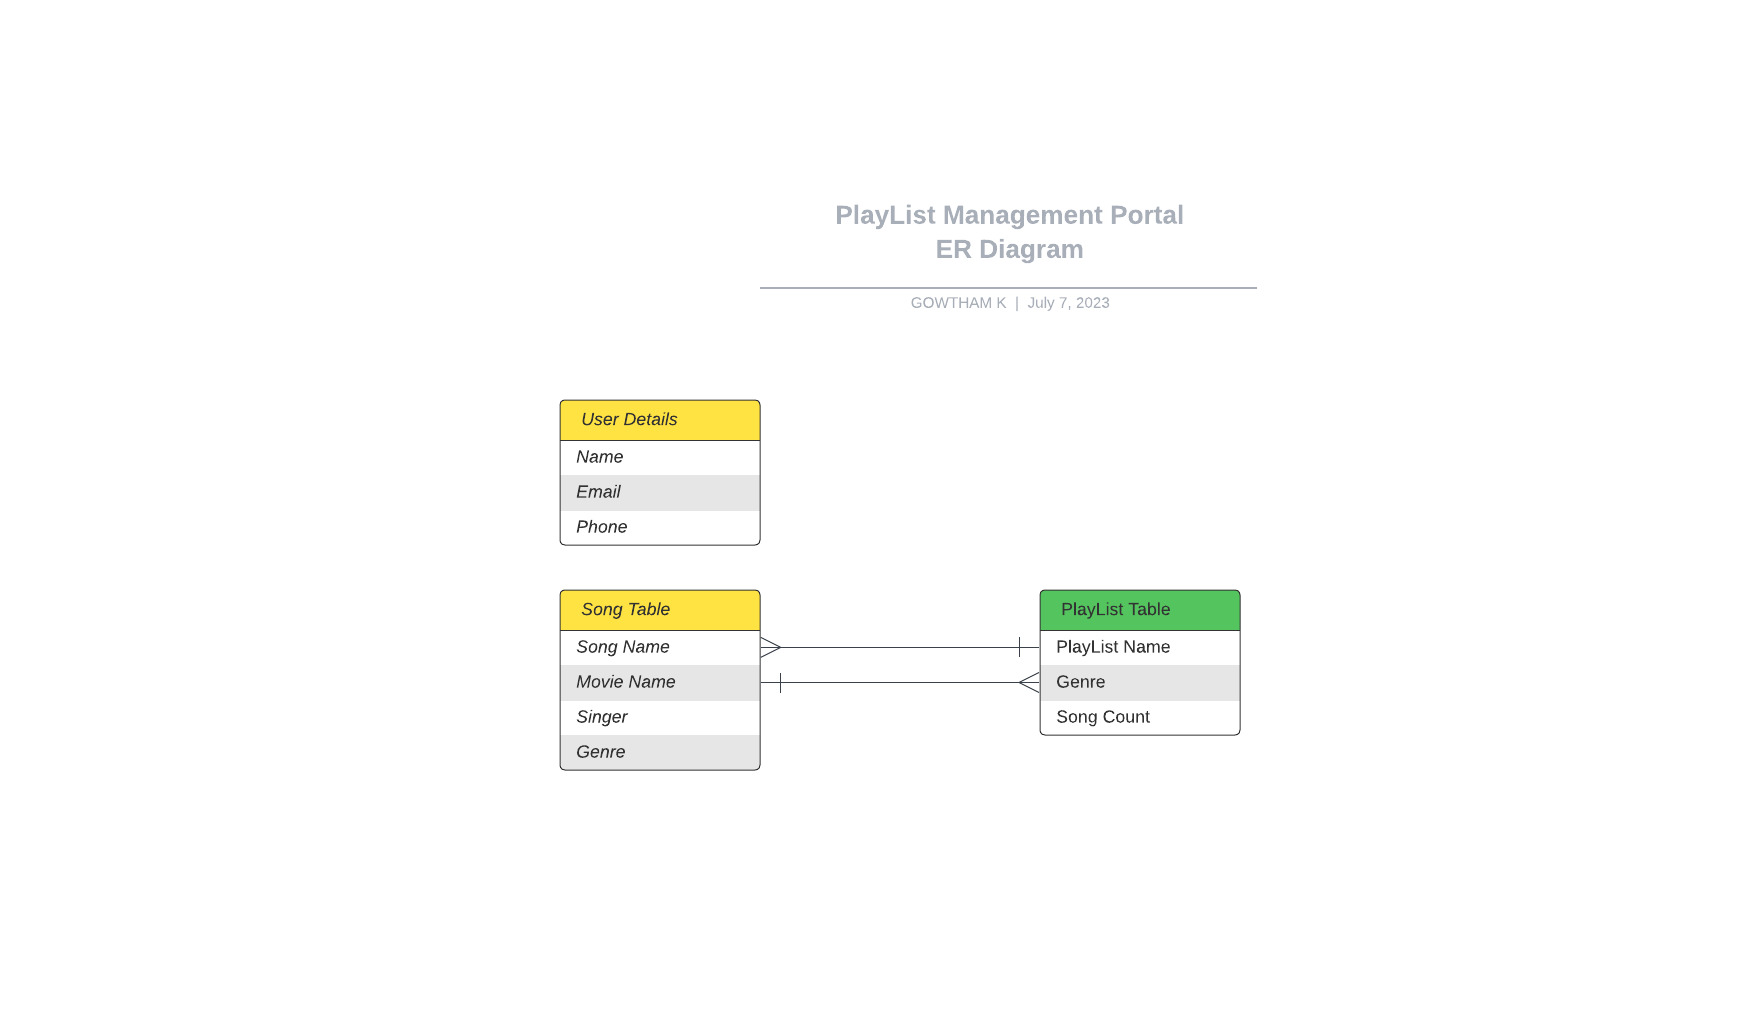 PlayList Management Portal
ER Diagram
GOWTHAM K | July 7, 2023
User Details
Name
Email
Phone
Song Table
Song Name
Movie Name
Singer
Genre
PlayList Table
PlayList Name
Genre
Song Count